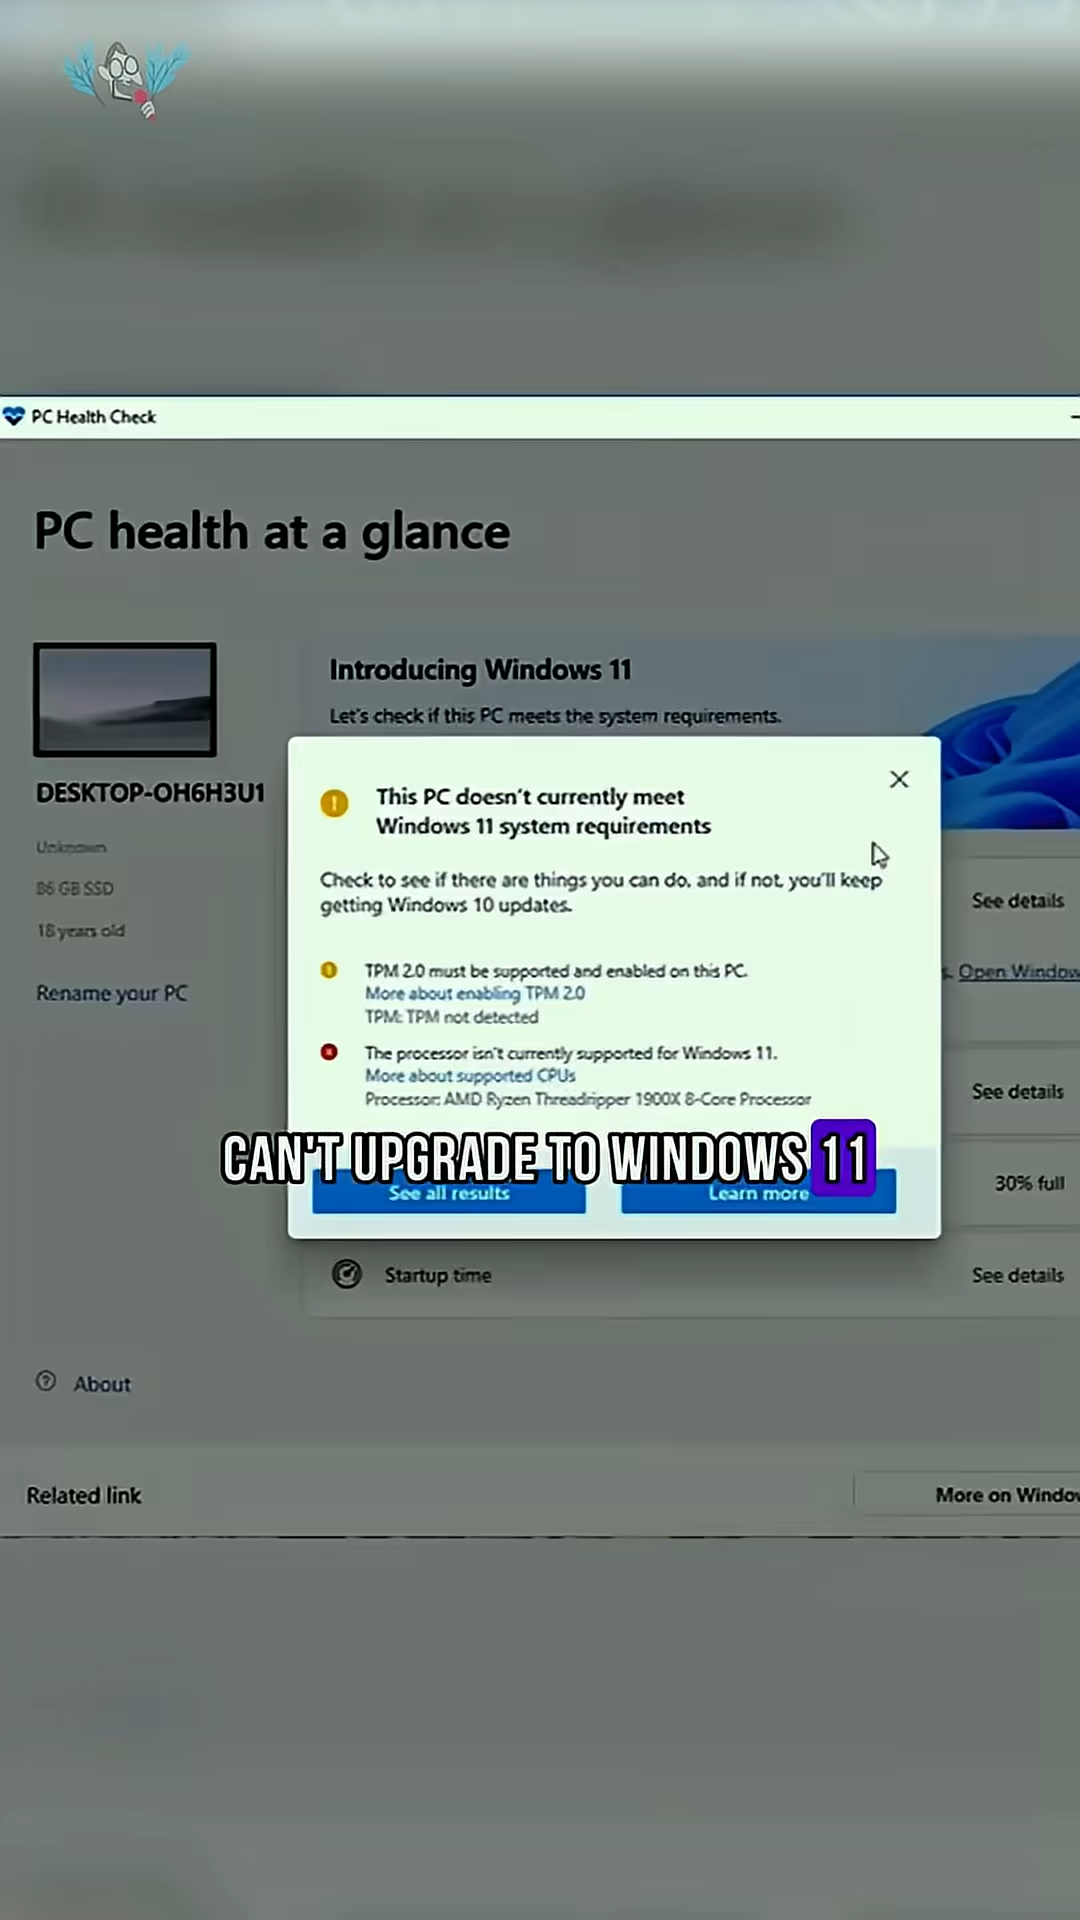 PC Health Check
PC health at a glance
Introducing Windows 11
Let's check if this PC meets the system requirements.
DESKTOP-OH6H3U1
Unknown
86 GB SSD
18 years old
Rename your PC
This PC doesn't currently meet
Windows 11 system requirements
Check to see if there are things you can do, and if not, you'll keep
getting Windows 10 updates.
TPM 2.0 must be supported and enabled on this PC.
More about enabling TPM 2.0
TPM: TPM not detected
The processor isn't currently supported for Windows 11.
More about supported CPUs
Processor: AMD Ryzen Threadripper 1900X 8-Core Processor
CAN'T UPGRADE TO WINDOWS 11
See all results
Learn more
See details
s. Open Window
See details
30% full
Startup time
See details
About
Related link
More on Window